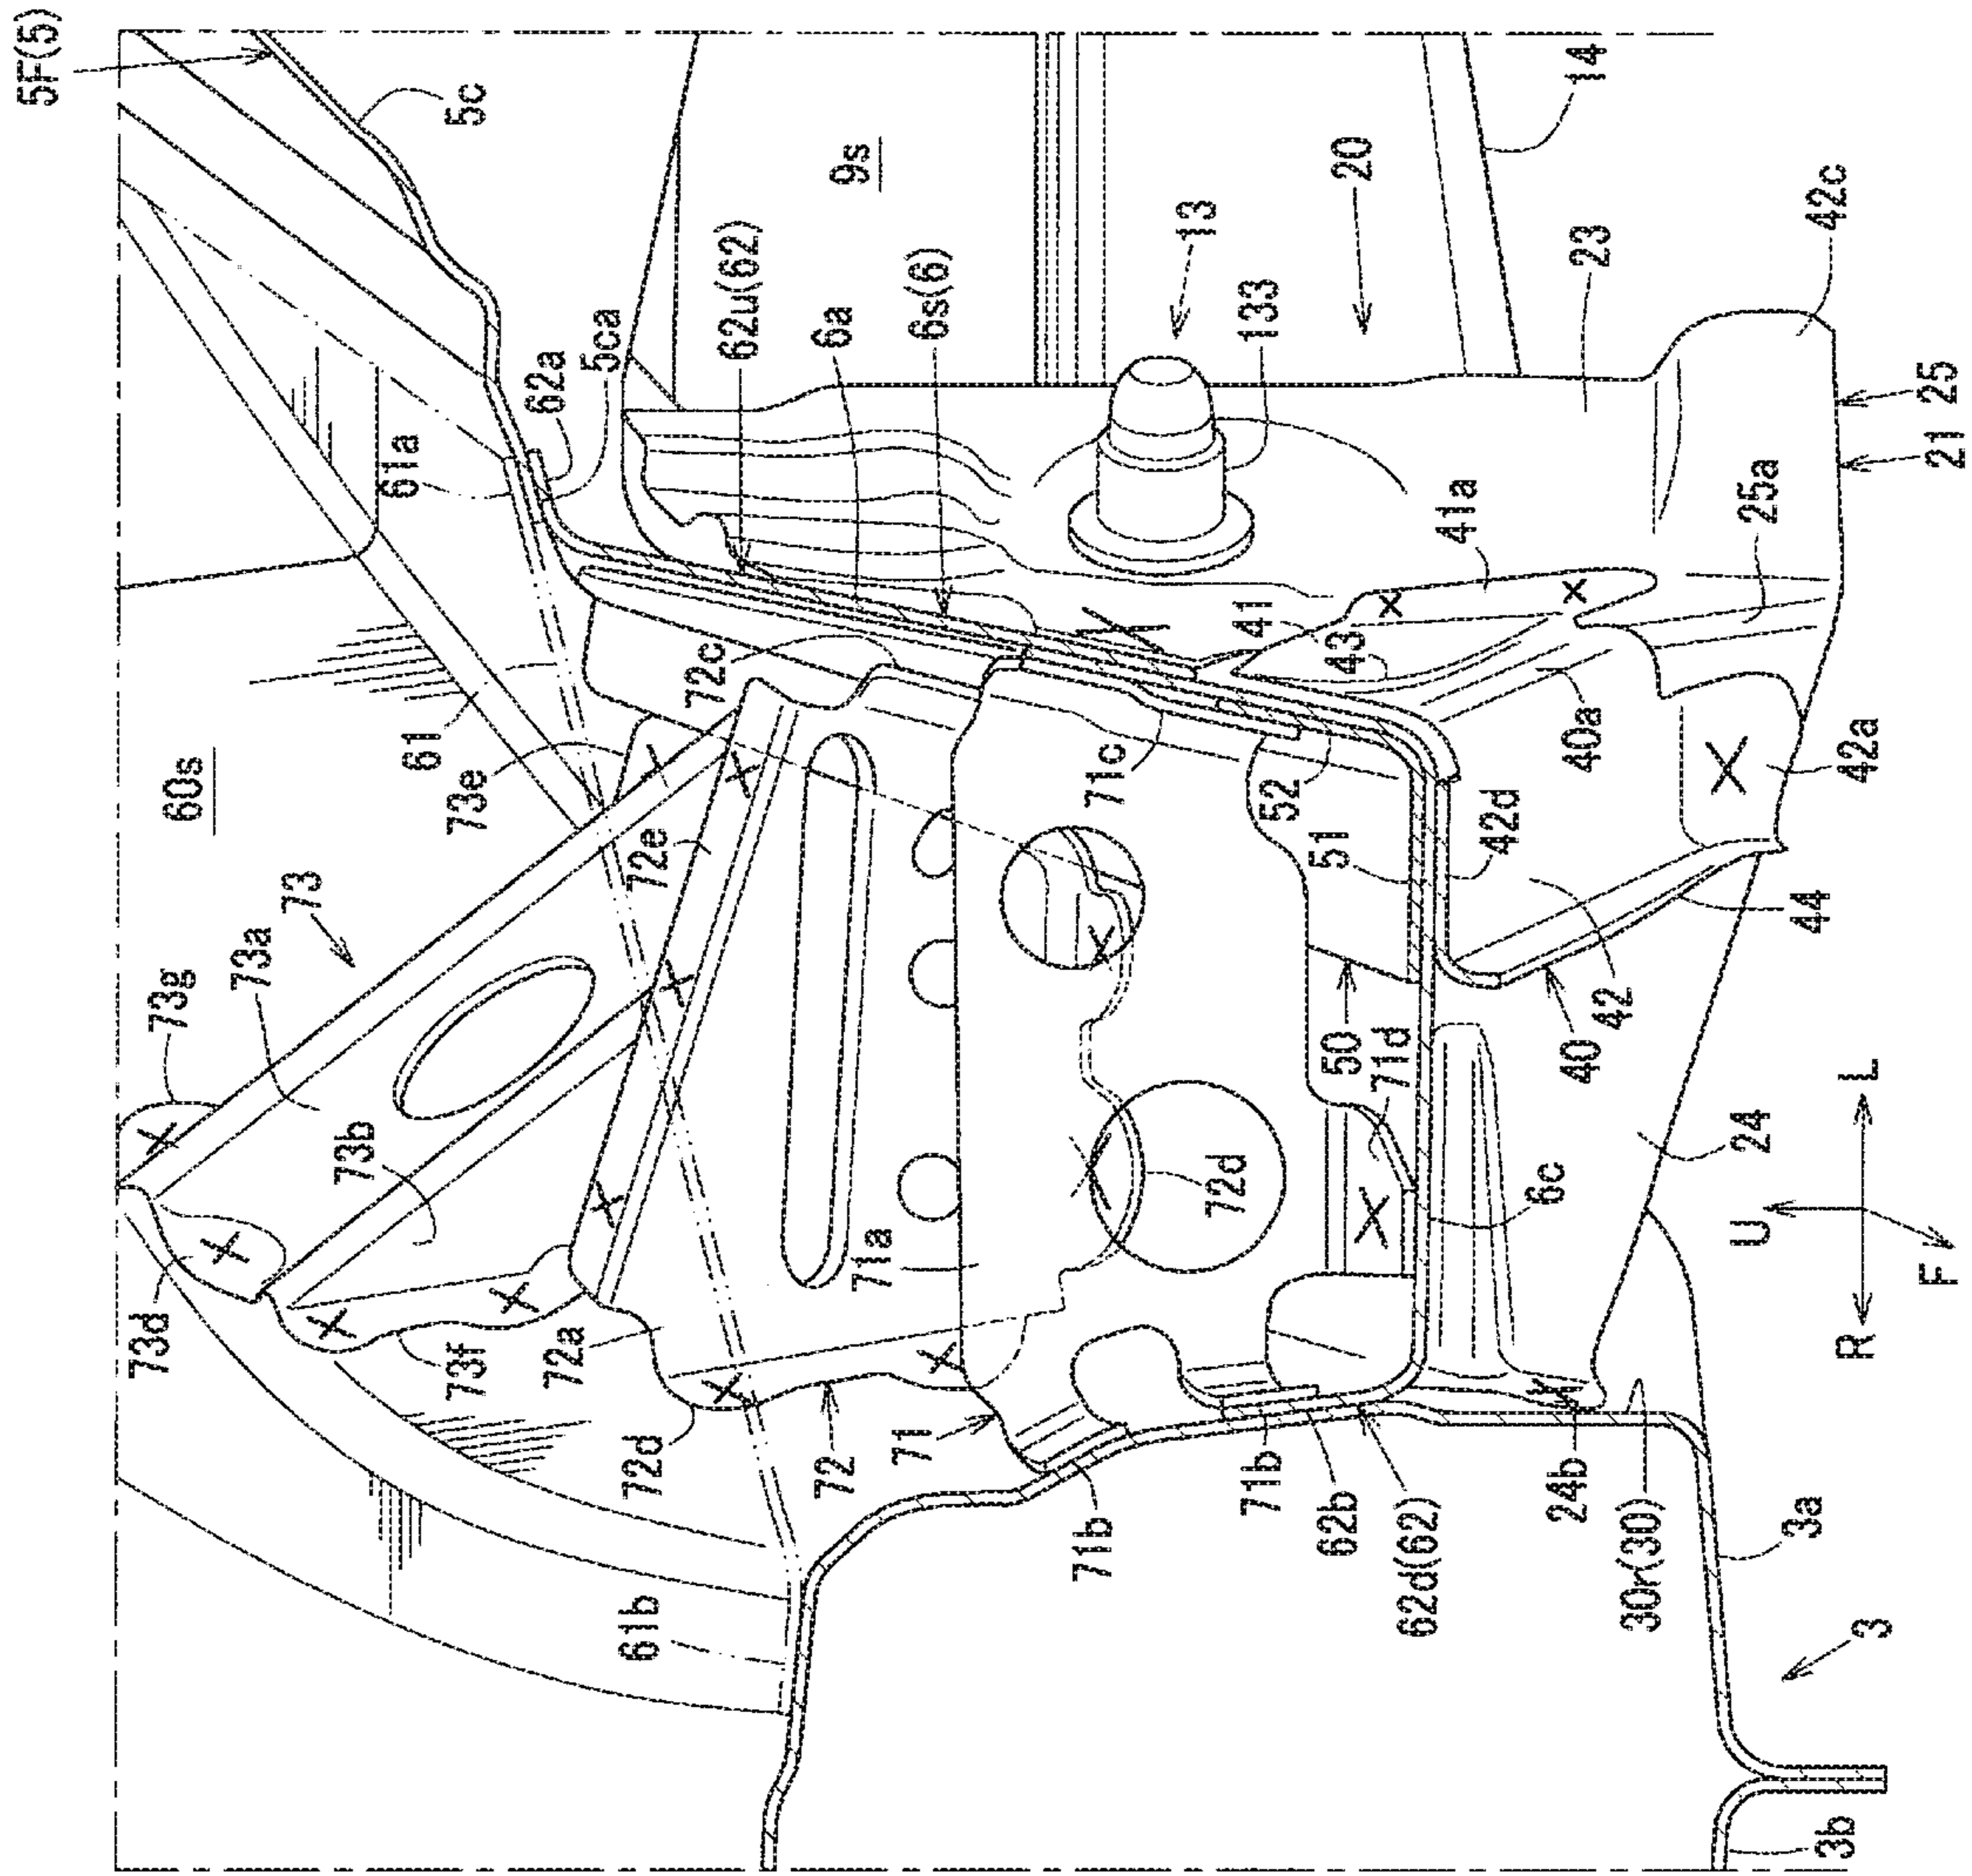 5F(5)
5c
9s
14
20
13
133
62u(62)
6a
6s(6)
5ca
62a
61a
23
42c
25
21
25a
41a
41
43
40a
42a
72c
61
73e
60s
72e
71c
52
51
42d
44
42
40
50
71d
73
73a
73g
73b
73d
73f
72a
72d
72
71
71a
72d
6c
24
L
U
R
F
71b
71b
62b
62d(62)
24b
30r(30)
3a
3
3b
61b